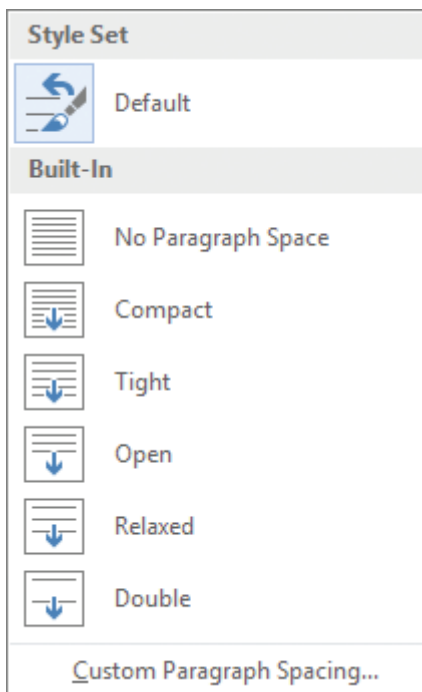 Style Set
Default
Built-In
No Paragraph Space
Compact
Tight
Open
Relaxed
Double
Custom Paragraph Spacing...